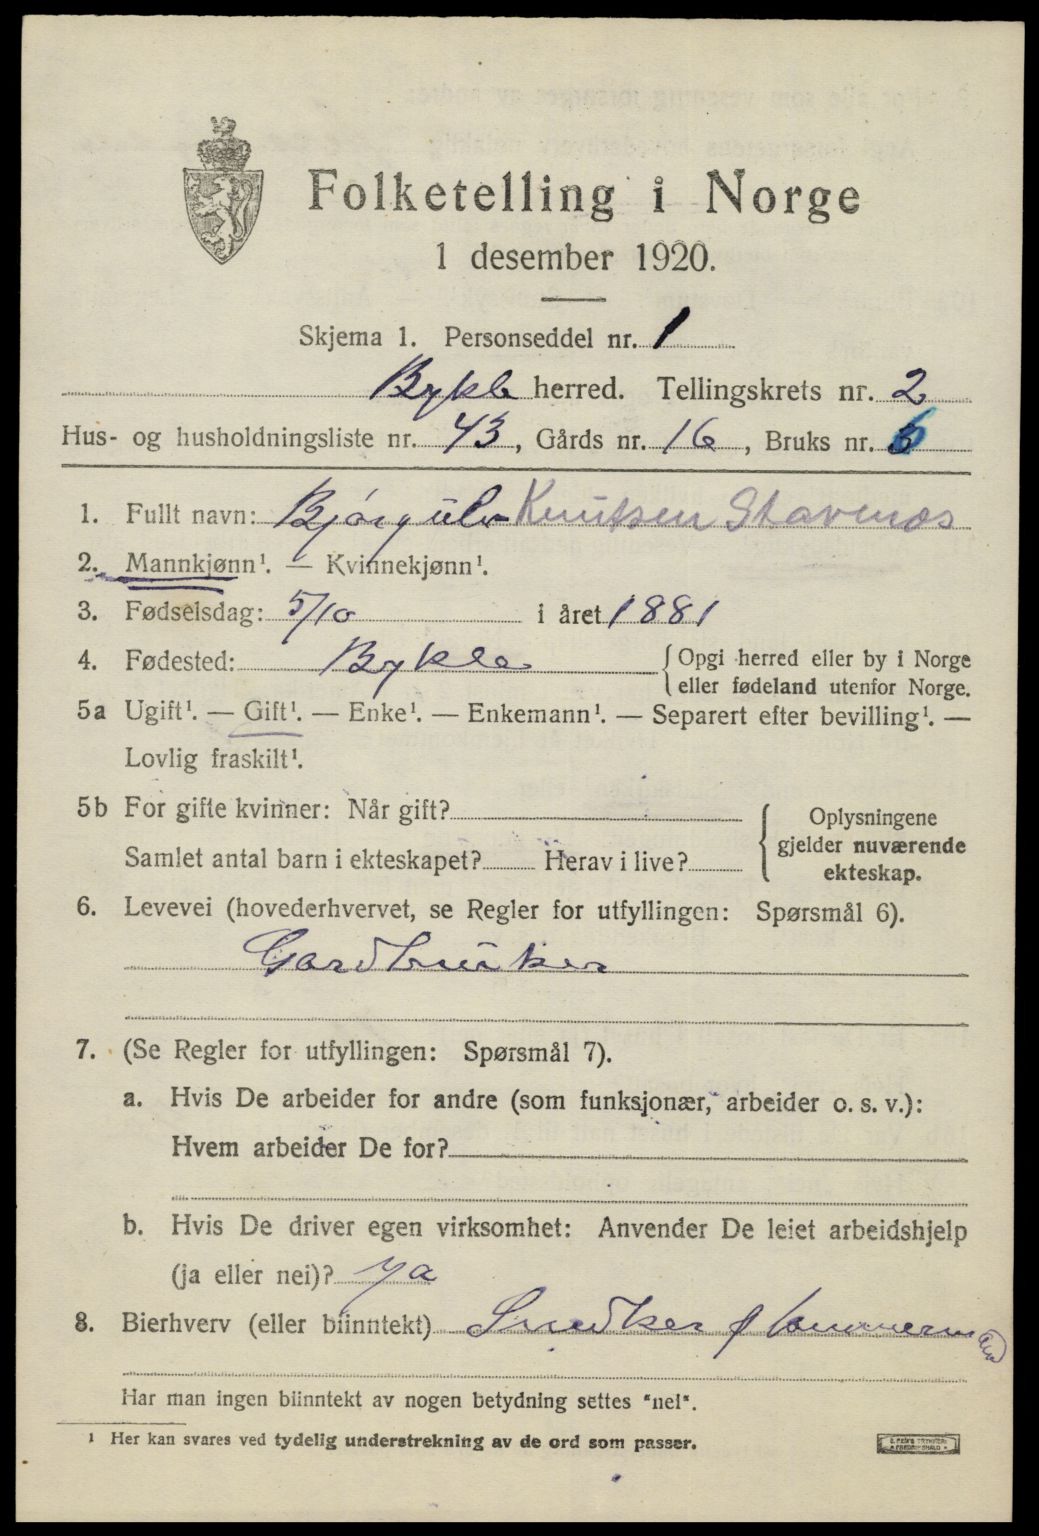 Folketelling i Norge
1 desember 1920.
Skjema 1. Personseddel nr. 1
Bykle herred. Tellingskrets nr. 2
Hus- og husholdningsliste nr. 43, Gårds nr. 16, Bruks nr.
1. Fullt navn: Bjørgulv Knutsen Stavenæs
2. Mannkjønn¹. — Kvinnekjønn¹.
3. Fødselsdag: 5/10 i året 1881
4. Fødested: Bykle {Opgi herred eller by i Norge
eller fødeland utenfor Norge.
5a Ugift¹. — Gift¹. — Enke¹. — Enkemann¹. — Separert efter bevilling¹. —
Lovlig fraskilt¹.
5b For gifte kvinner: Når gift?
Samlet antal barn i ekteskapet? Herav i live?
Oplysningene
gjelder nuværende
ekteskap.
6. Levevei (hovederhvervet, se Regler for utfyllingen: Spørsmål 6).
Gardbruker
7. (Se Regler for utfyllingen: Spørsmål 7).
a. Hvis De arbeider for andre (som funksjonær, arbeider o. s. v.):
Hvem arbeider De for?
b. Hvis De driver egen virksomhet: Anvender De leiet arbeidshjelp
(ja eller nei)? ja
8. Bierhverv (eller biinntekt) Snedker
Har man ingen biinntekt av nogen betydning settes "nei".
¹ Her kan svares ved tydelig understrekning av de ord som passer.